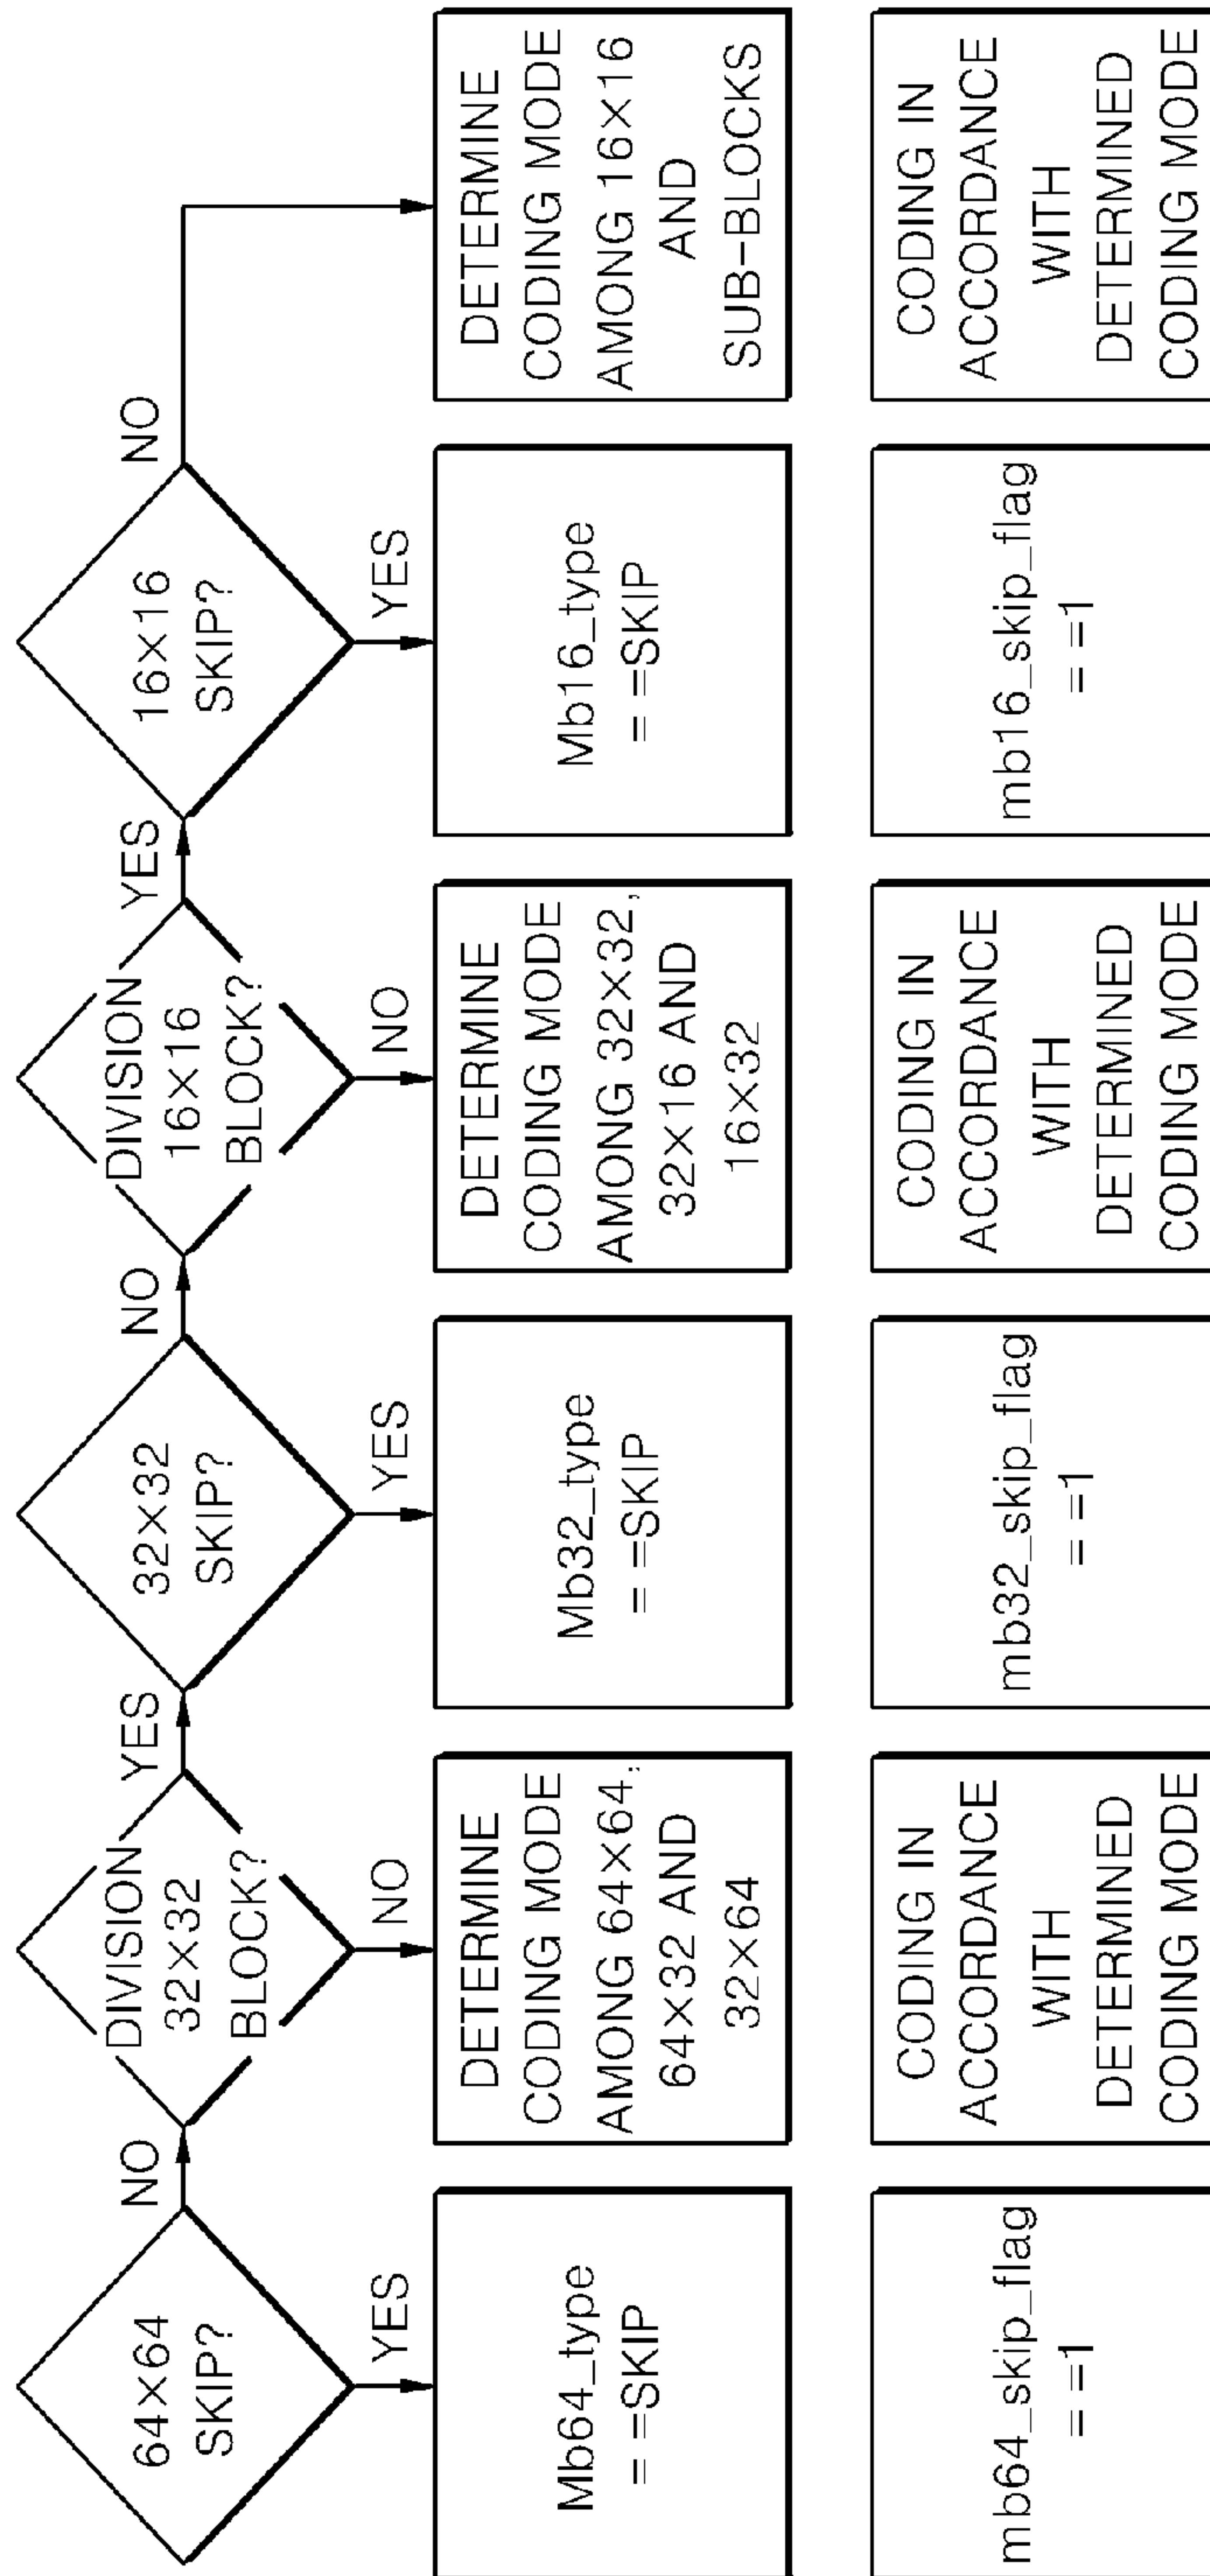 64×64
SKIP?
NO
YES
DIVISION
32×32
BLOCK?
YES
NO
32×32
SKIP?
NO
YES
DIVISION
16×16
BLOCK?
YES
NO
16×16
SKIP?
NO
YES
Mb64_type
= =SKIP
DETERMINE
CODING MODE
AMONG 64×64,
64×32 AND
32×64
Mb32_type
= =SKIP
DETERMINE
CODING MODE
AMONG 32×32,
32×16 AND
16×32
Mb16_type
= =SKIP
DETERMINE
CODING MODE
AMONG 16×16
AND
SUB-BLOCKS
mb64_skip_flag
= =1
CODING IN
ACCORDANCE
WITH
DETERMINED
CODING MODE
mb32_skip_flag
= =1
CODING IN
ACCORDANCE
WITH
DETERMINED
CODING MODE
mb16_skip_flag
= =1
CODING IN
ACCORDANCE
WITH
DETERMINED
CODING MODE